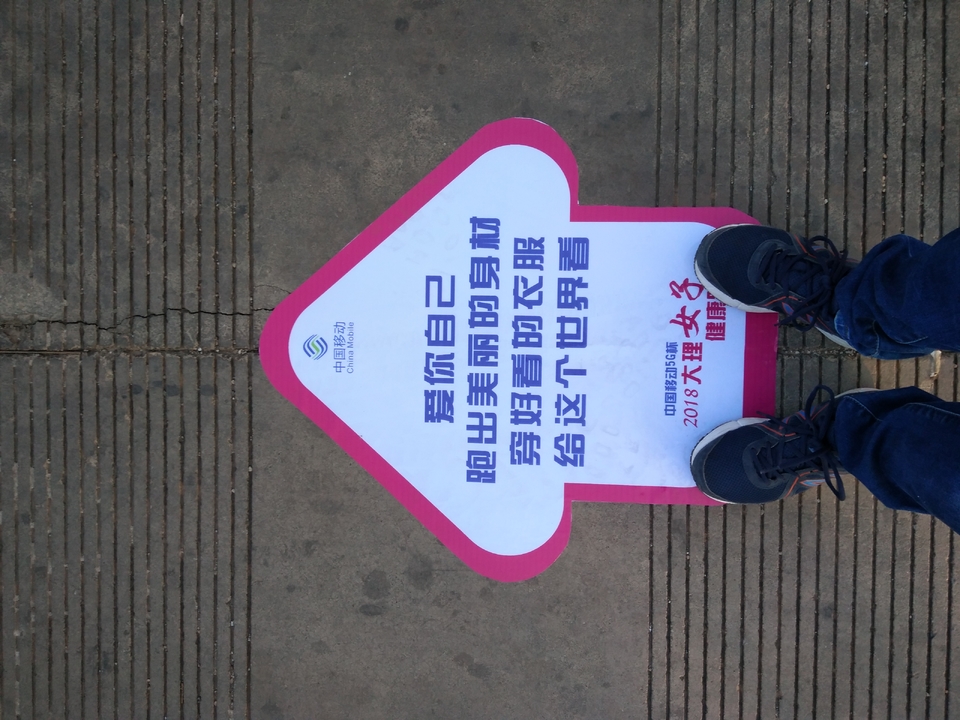 中国移动
China Mobile
爱你自己
跑出美丽的身材
穿好看的衣服
给这个世界看
中国移动5G杯
2018大理女子
健康